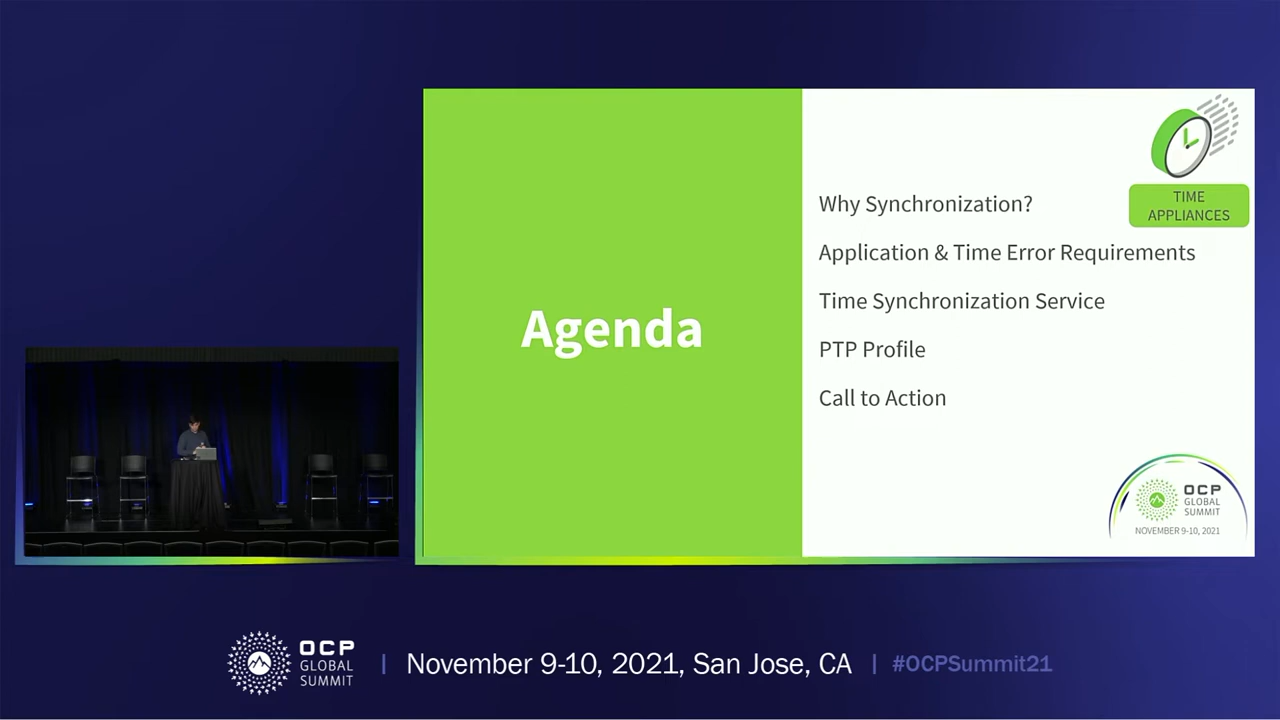 Agenda
Why Synchronization?
Application & Time Error Requirements
Time Synchronization Service
PTP Profile
Call to Action
TIME
APPLIANCES
OCP
GLOBAL
SUMMIT
NOVEMBER 9-10, 2021
OCP
GLOBAL
SUMMIT
November 9-10, 2021, San Jose, CA
#OCPSummit21